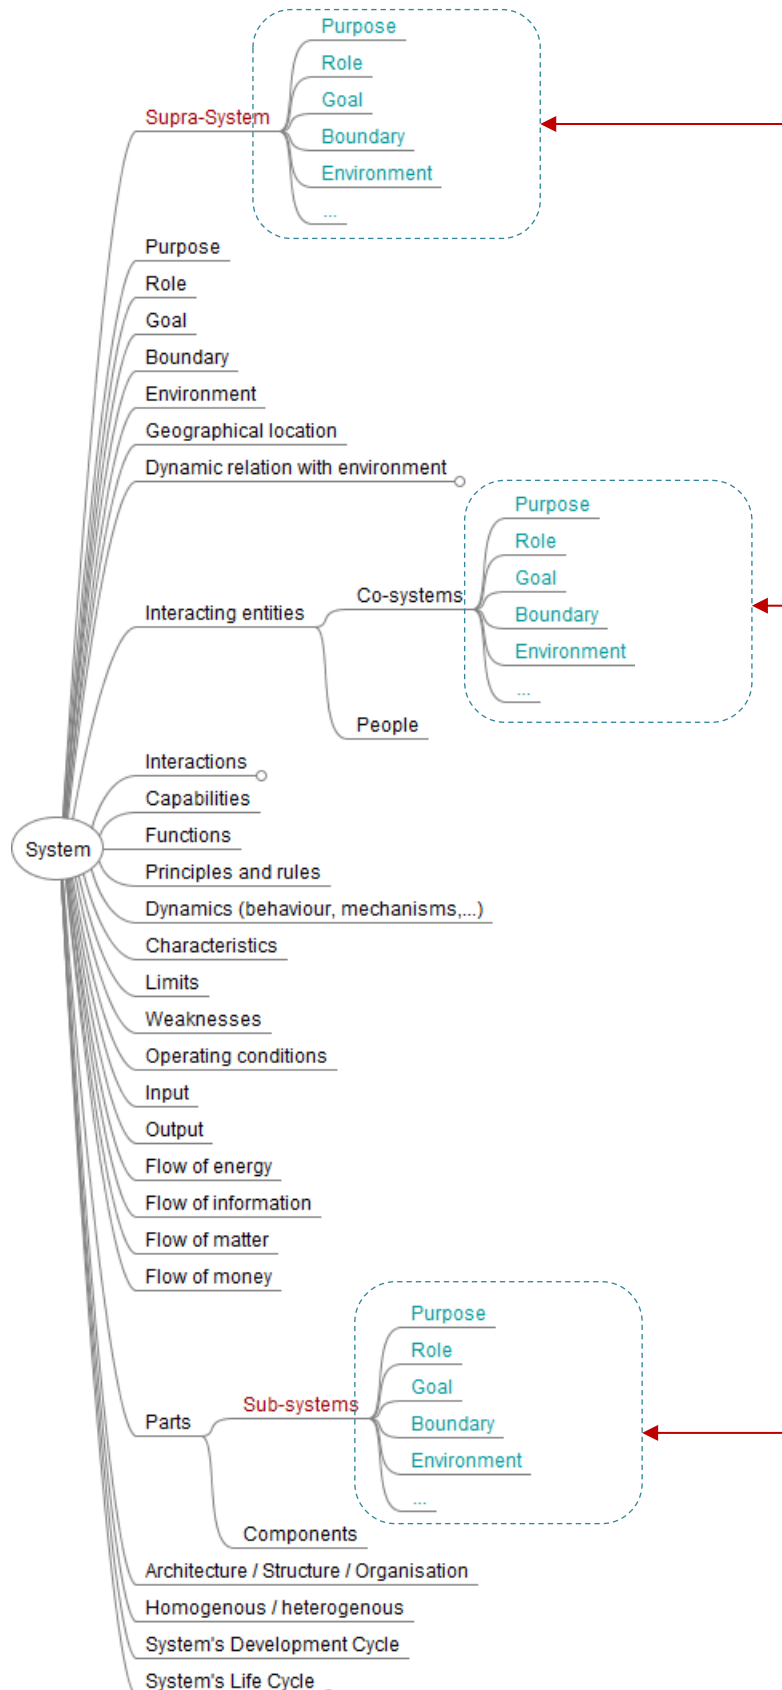 Purpose
Role
Goal
Supra-System
Boundary
Environment
...
Purpose
Role
Goal
Boundary
Environment
Geographical location
Dynamic relation with environment
Purpose
Role
Goal
Co-systems
Interacting entities
Boundary
Environment
...
People
Interactions
Capabilities
Functions
System
Principles and rules
Dynamics (behaviour, mechanisms,...)
Characteristics
Limits
Weaknesses
Operating conditions
Input
Output
Flow of energy
Flow of information
Flow of matter
Flow of money
Purpose
Role
Goal
Sub-systems
Parts
Boundary
Environment
...
Components
Architecture / Structure / Organisation
Homogenous / heterogenous
System's Development Cycle
System's Life Cycle